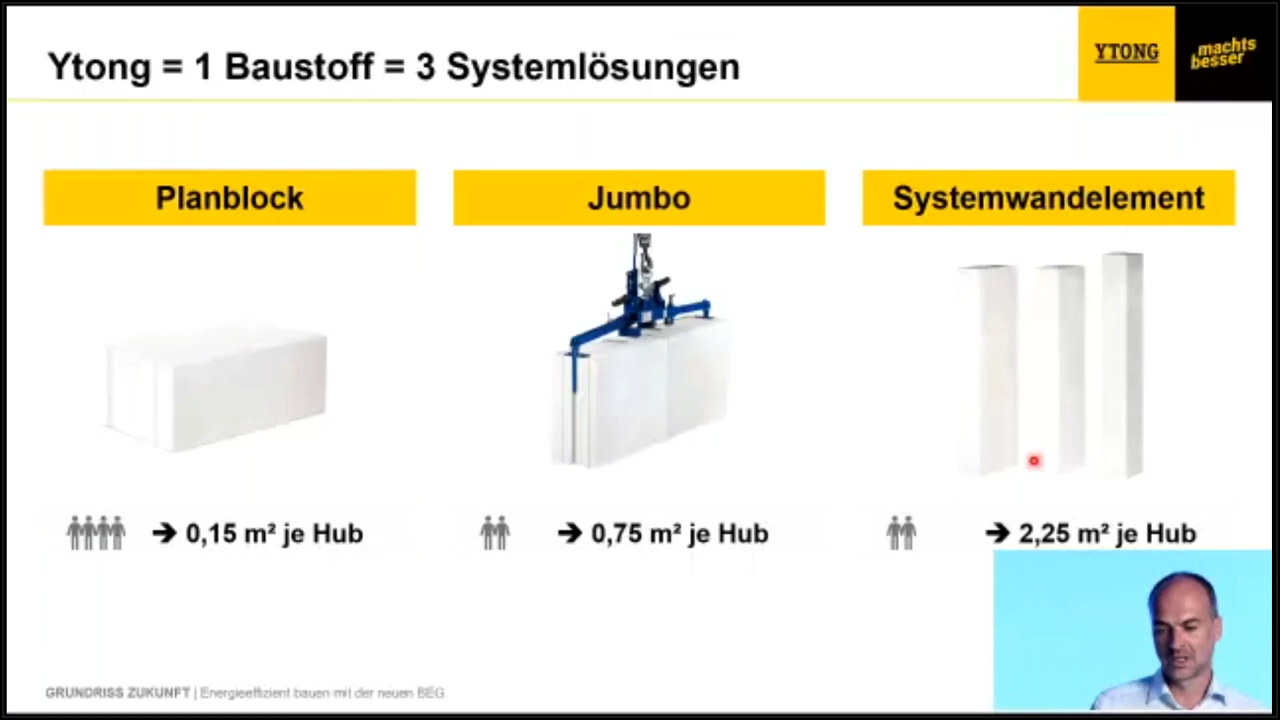 Ytong = 1 Baustoff = 3 Systemlösungen
YTONG
machts
besser
Planblock
Jumbo
Systemwandelement
➔ 0,15 m² je Hub
➔ 0,75 m² je Hub
➔ 2,25 m² je Hub
GRUNDRISS ZUKUNFT | Energieeffizient bauen mit der neuen BEG